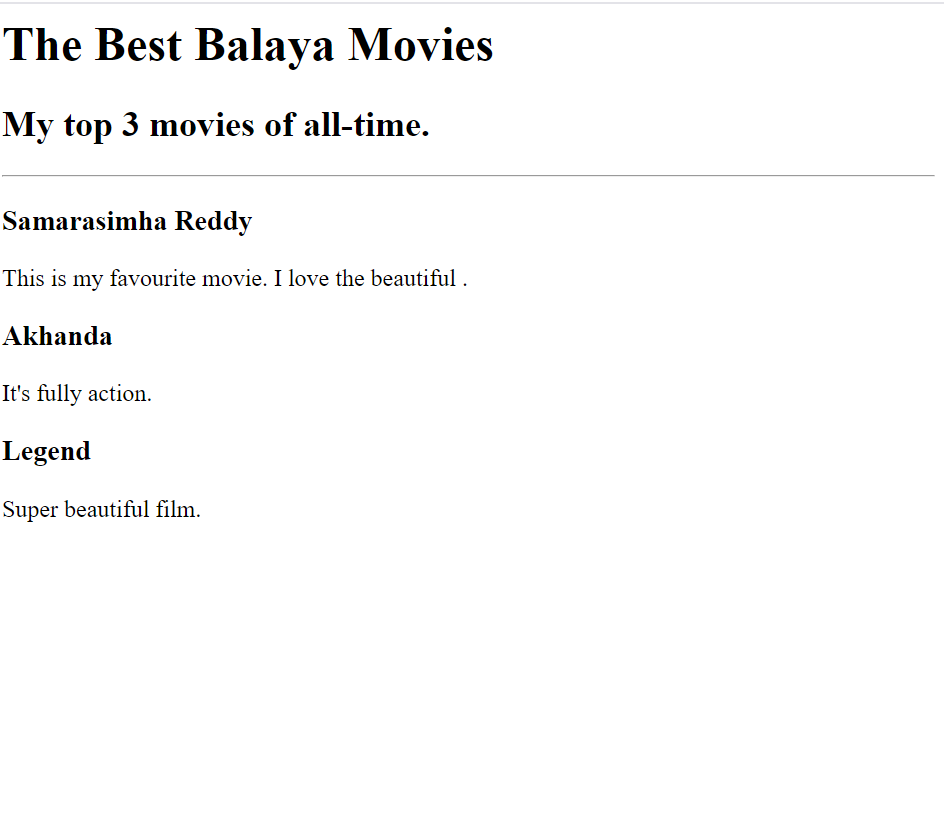 The Best Balaya Movies
My top 3 movies of all-time.
Samarasimha Reddy
This is my favourite movie. I love the beautiful .
Akhanda
It's fully action.
Legend
Super beautiful film.